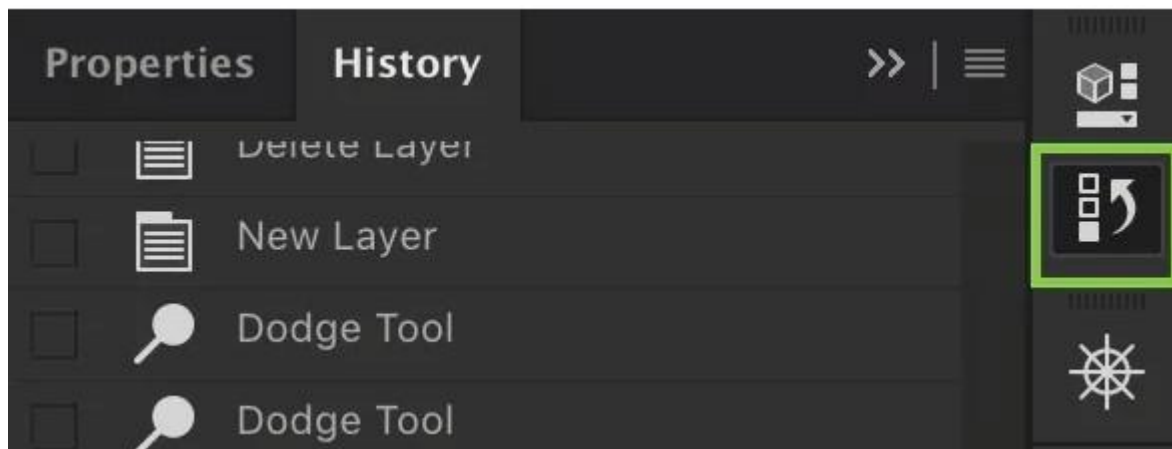 Properties History
Delete Layer
New Layer
Dodge Tool
Dodge Tool